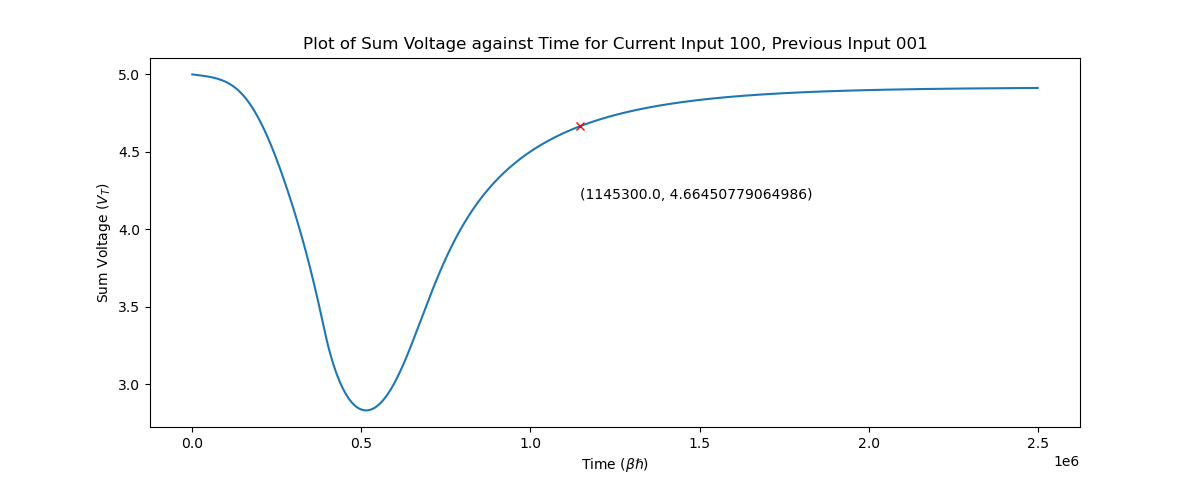 Plot of Sum Voltage against Time for Current Input 100, Previous Input 001
5.0
4.5
4.0
3.5
3.0
Sum Voltage (V_T)
(1145300.0, 4.66450779064986)
0.0 0.5 1.0 1.5 2.0 2.5
1e6
Time (βℏ)